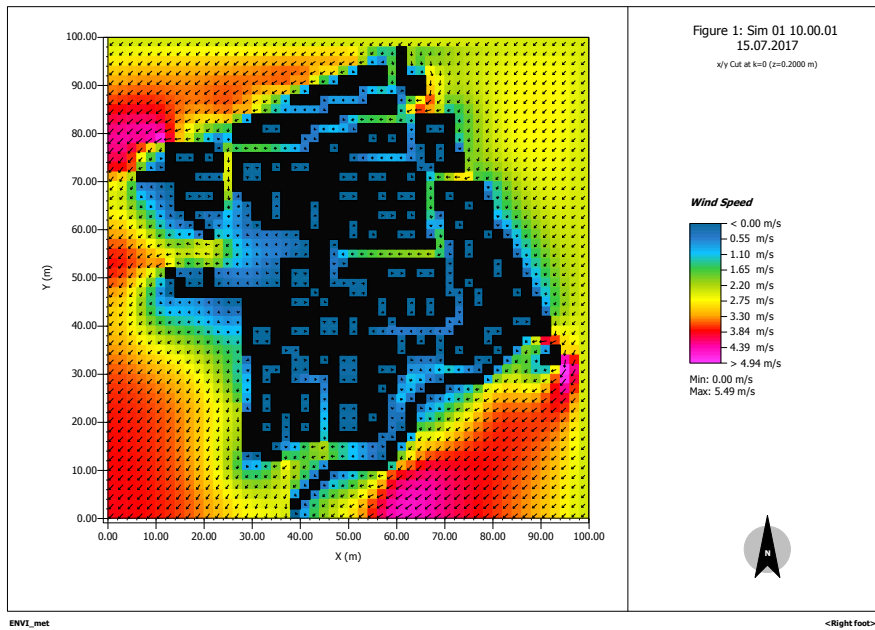 Figure 1: Sim 01 10.00.01
15.07.2017
x/y Cut at k=0 (z=0.2000 m)
100.00
90.00
80.00
70.00
60.00
50.00
40.00
30.00
20.00
10.00
0.00
Y (m)
0.00 10.00 20.00 30.00 40.00 50.00 60.00 70.00 80.00 90.00 100.00
X (m)
Wind Speed
< 0.00 m/s
0.55 m/s
1.10 m/s
1.65 m/s
2.20 m/s
2.75 m/s
3.30 m/s
3.84 m/s
4.39 m/s
> 4.94 m/s
Min: 0.00 m/s
Max: 5.49 m/s
N
ENVI_met
<Right foot>